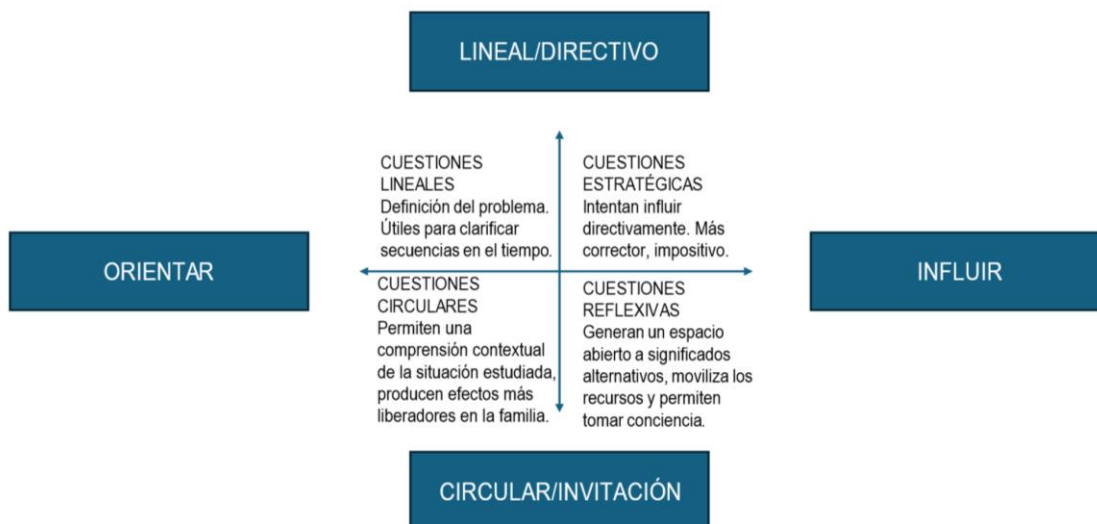 LINEAL/DIRECTIVO
CUESTIONES
LINEALES
Definición del problema.
Útiles para clarificar
secuencias en el tiempo.
CUESTIONES
ESTRATÉGICAS
Intentan influir
directivamente. Más
corrector, impositivo.
ORIENTAR
INFLUIR
CUESTIONES
CIRCULARES
Permiten una
comprensión contextual
de la situación estudiada,
producen efectos más
liberadores en la familia.
CUESTIONES
REFLEXIVAS
Generan un espacio
abierto a significados
alternativos, moviliza los
recursos y permiten
tomar conciencia.
CIRCULAR/INVITACIÓN